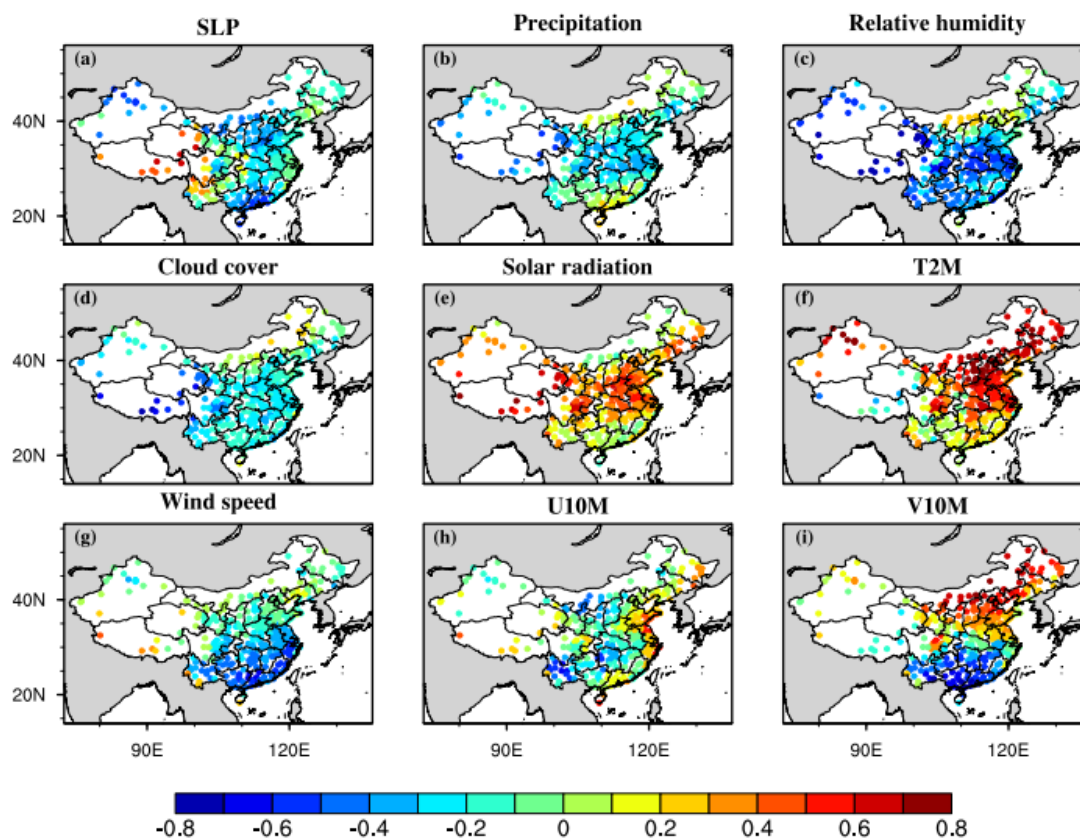 SLP
Precipitation
Relative humidity
(a)
(b)
(c)
40N
20N
Cloud cover
Solar radiation
T2M
(d)
(e)
(f)
40N
20N
Wind speed
U10M
V10M
(g)
(h)
(i)
40N
20N
90E
120E
90E
120E
90E
120E
-0.8
-0.6
-0.4
-0.2
0
0.2
0.4
0.6
0.8